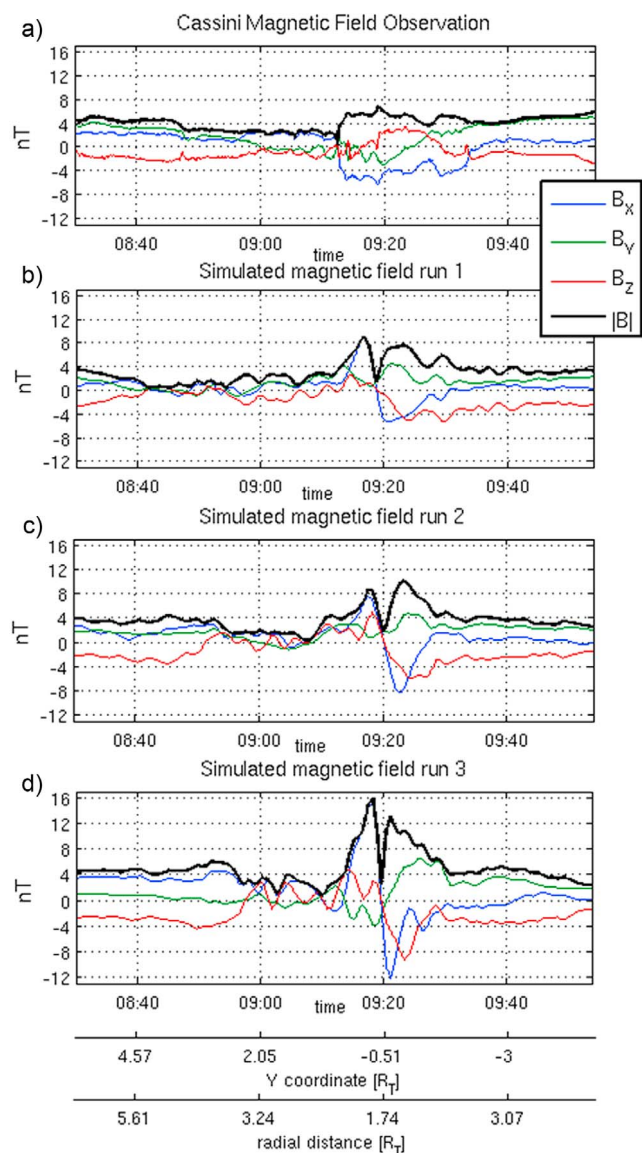 a)
Cassini Magnetic Field Observation
16
12
8
4
0
-4
-8
-12
nT
08:40 09:00 09:20 09:40
time
B_X
B_Y
B_Z
|B|
b)
Simulated magnetic field run 1
16
12
8
4
0
-4
-8
-12
nT
08:40 09:00 09:20 09:40
time
c)
Simulated magnetic field run 2
16
12
8
4
0
-4
-8
-12
nT
08:40 09:00 09:20 09:40
time
d)
Simulated magnetic field run 3
16
12
8
4
0
-4
-8
-12
nT
08:40 09:00 09:20 09:40
time
4.57 2.05 -0.51 -3
Y coordinate [R_T]
5.61 3.24 1.74 3.07
radial distance [R_T]